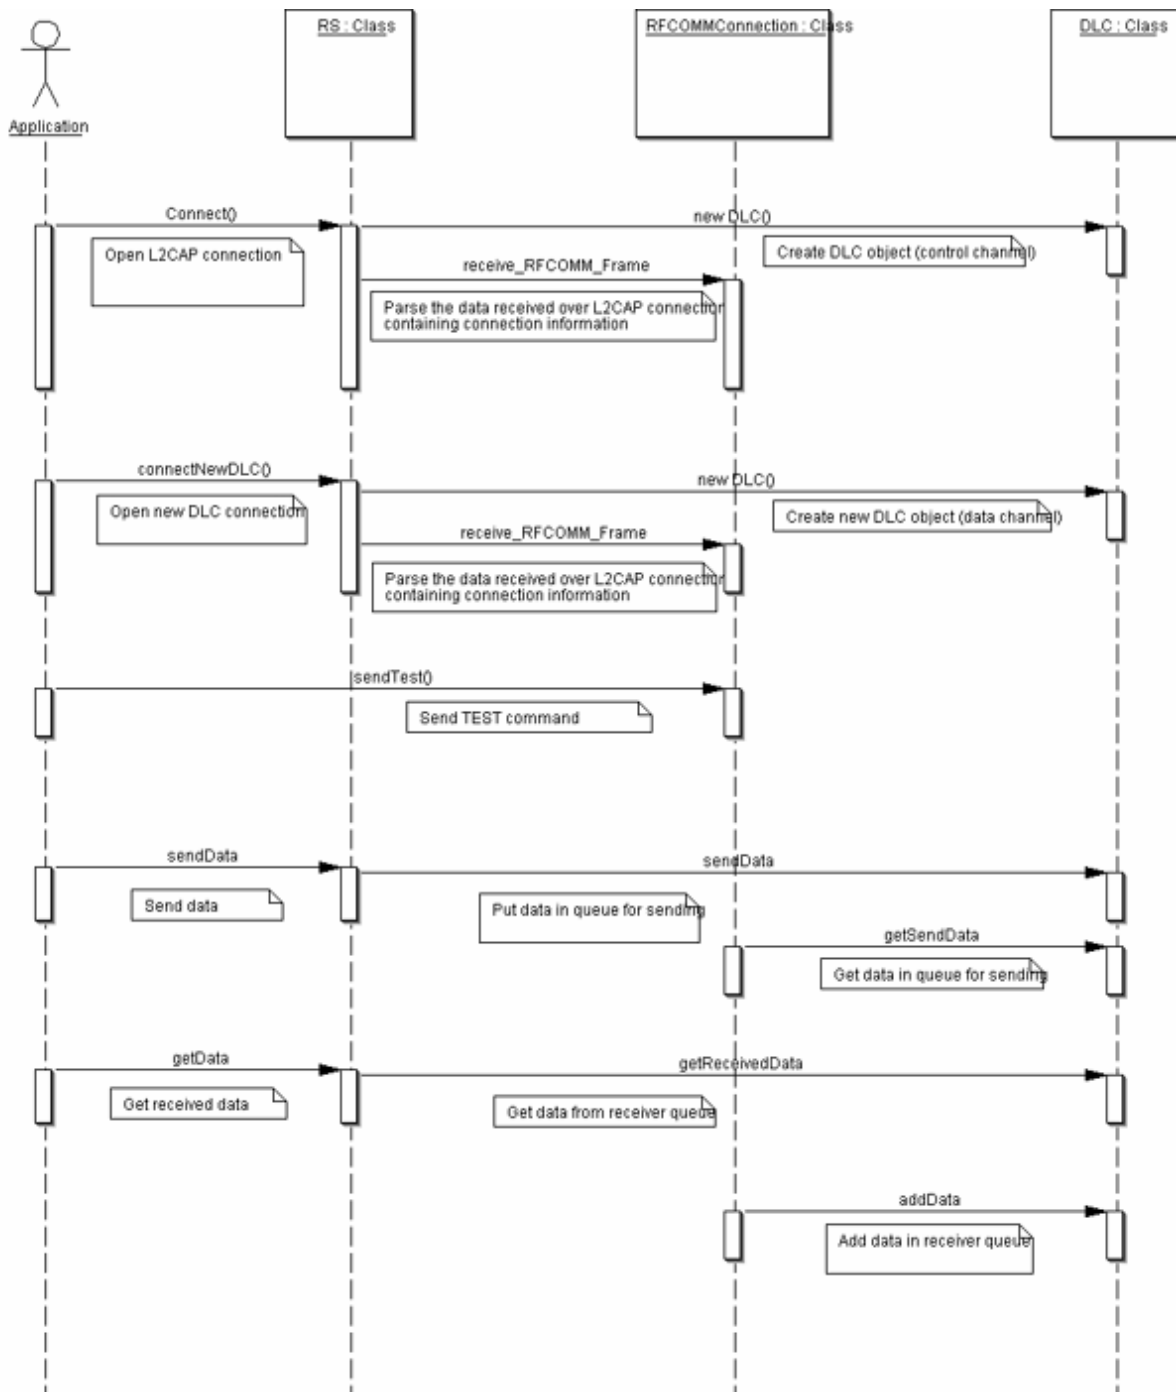 RS : Class
RFCOMMConnection : Class
DLC : Class
Application
Connect()
new DLC()
Open L2CAP connection
Create DLC object (control channel)
receive_RFCOMM_Frame
Parse the data received over L2CAP connection
containing connection information
connectNewDLC()
new DLC()
Open new DLC connection
Create new DLC object (data channel)
receive_RFCOMM_Frame
Parse the data received over L2CAP connection
containing connection information
sendTest()
Send TEST command
sendData
sendData
Send data
Put data in queue for sending
getSendData
Get data in queue for sending
getData
getReceivedData
Get received data
Get data from receiver queue
addData
Add data in receiver queue